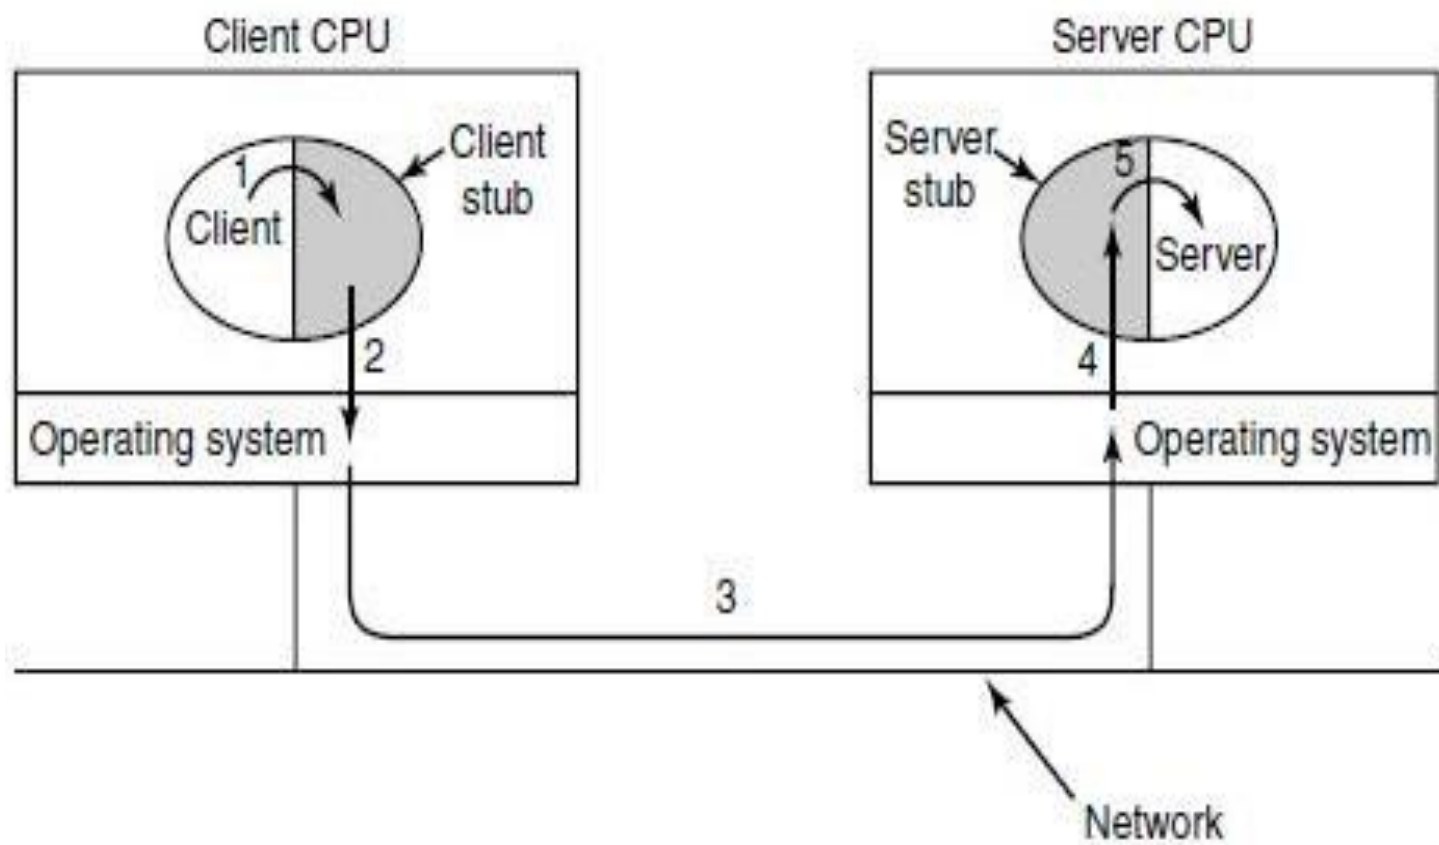 Client CPU
Server CPU
1
Client
Client
stub
2
Operating system
Server
stub
5
Server
4
Operating system
3
Network